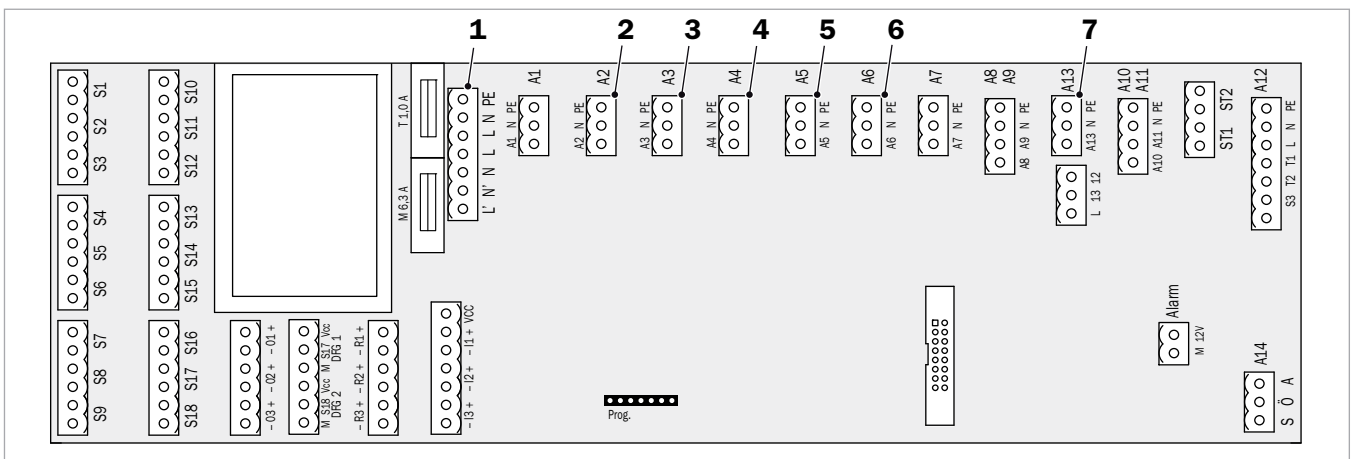 1 2 3 4 5 6 7
S1
S2
S3
S4
S5
S6
S7
S8
S9
S10
S11
S12
S13
S14
S15
S16
S17
S18
T 1,0 A
M 6,3 A
L' N' N L L N PE
A1
A1 N PE
A2
A2 N PE
A3
A3 N PE
A4
A4 N PE
A5
A5 N PE
A6
A6 N PE
A7
A7 N PE
A8
A9
A8 A9 N PE
A13
A13 N PE
L 13 12
A10
A11
A10 A11 N PE
ST1 ST2
A12
S3 T2 T1 L N PE
– O3 + – O2 + – O1 +
M S18 Vcc M S17 Vcc
DFG 2 DFG 1
– R3 + – R2 + – R1 +
– I3 + – I2 + – I1 + VCC
Prog.
Alarm
M 12V
A14
S Ö A